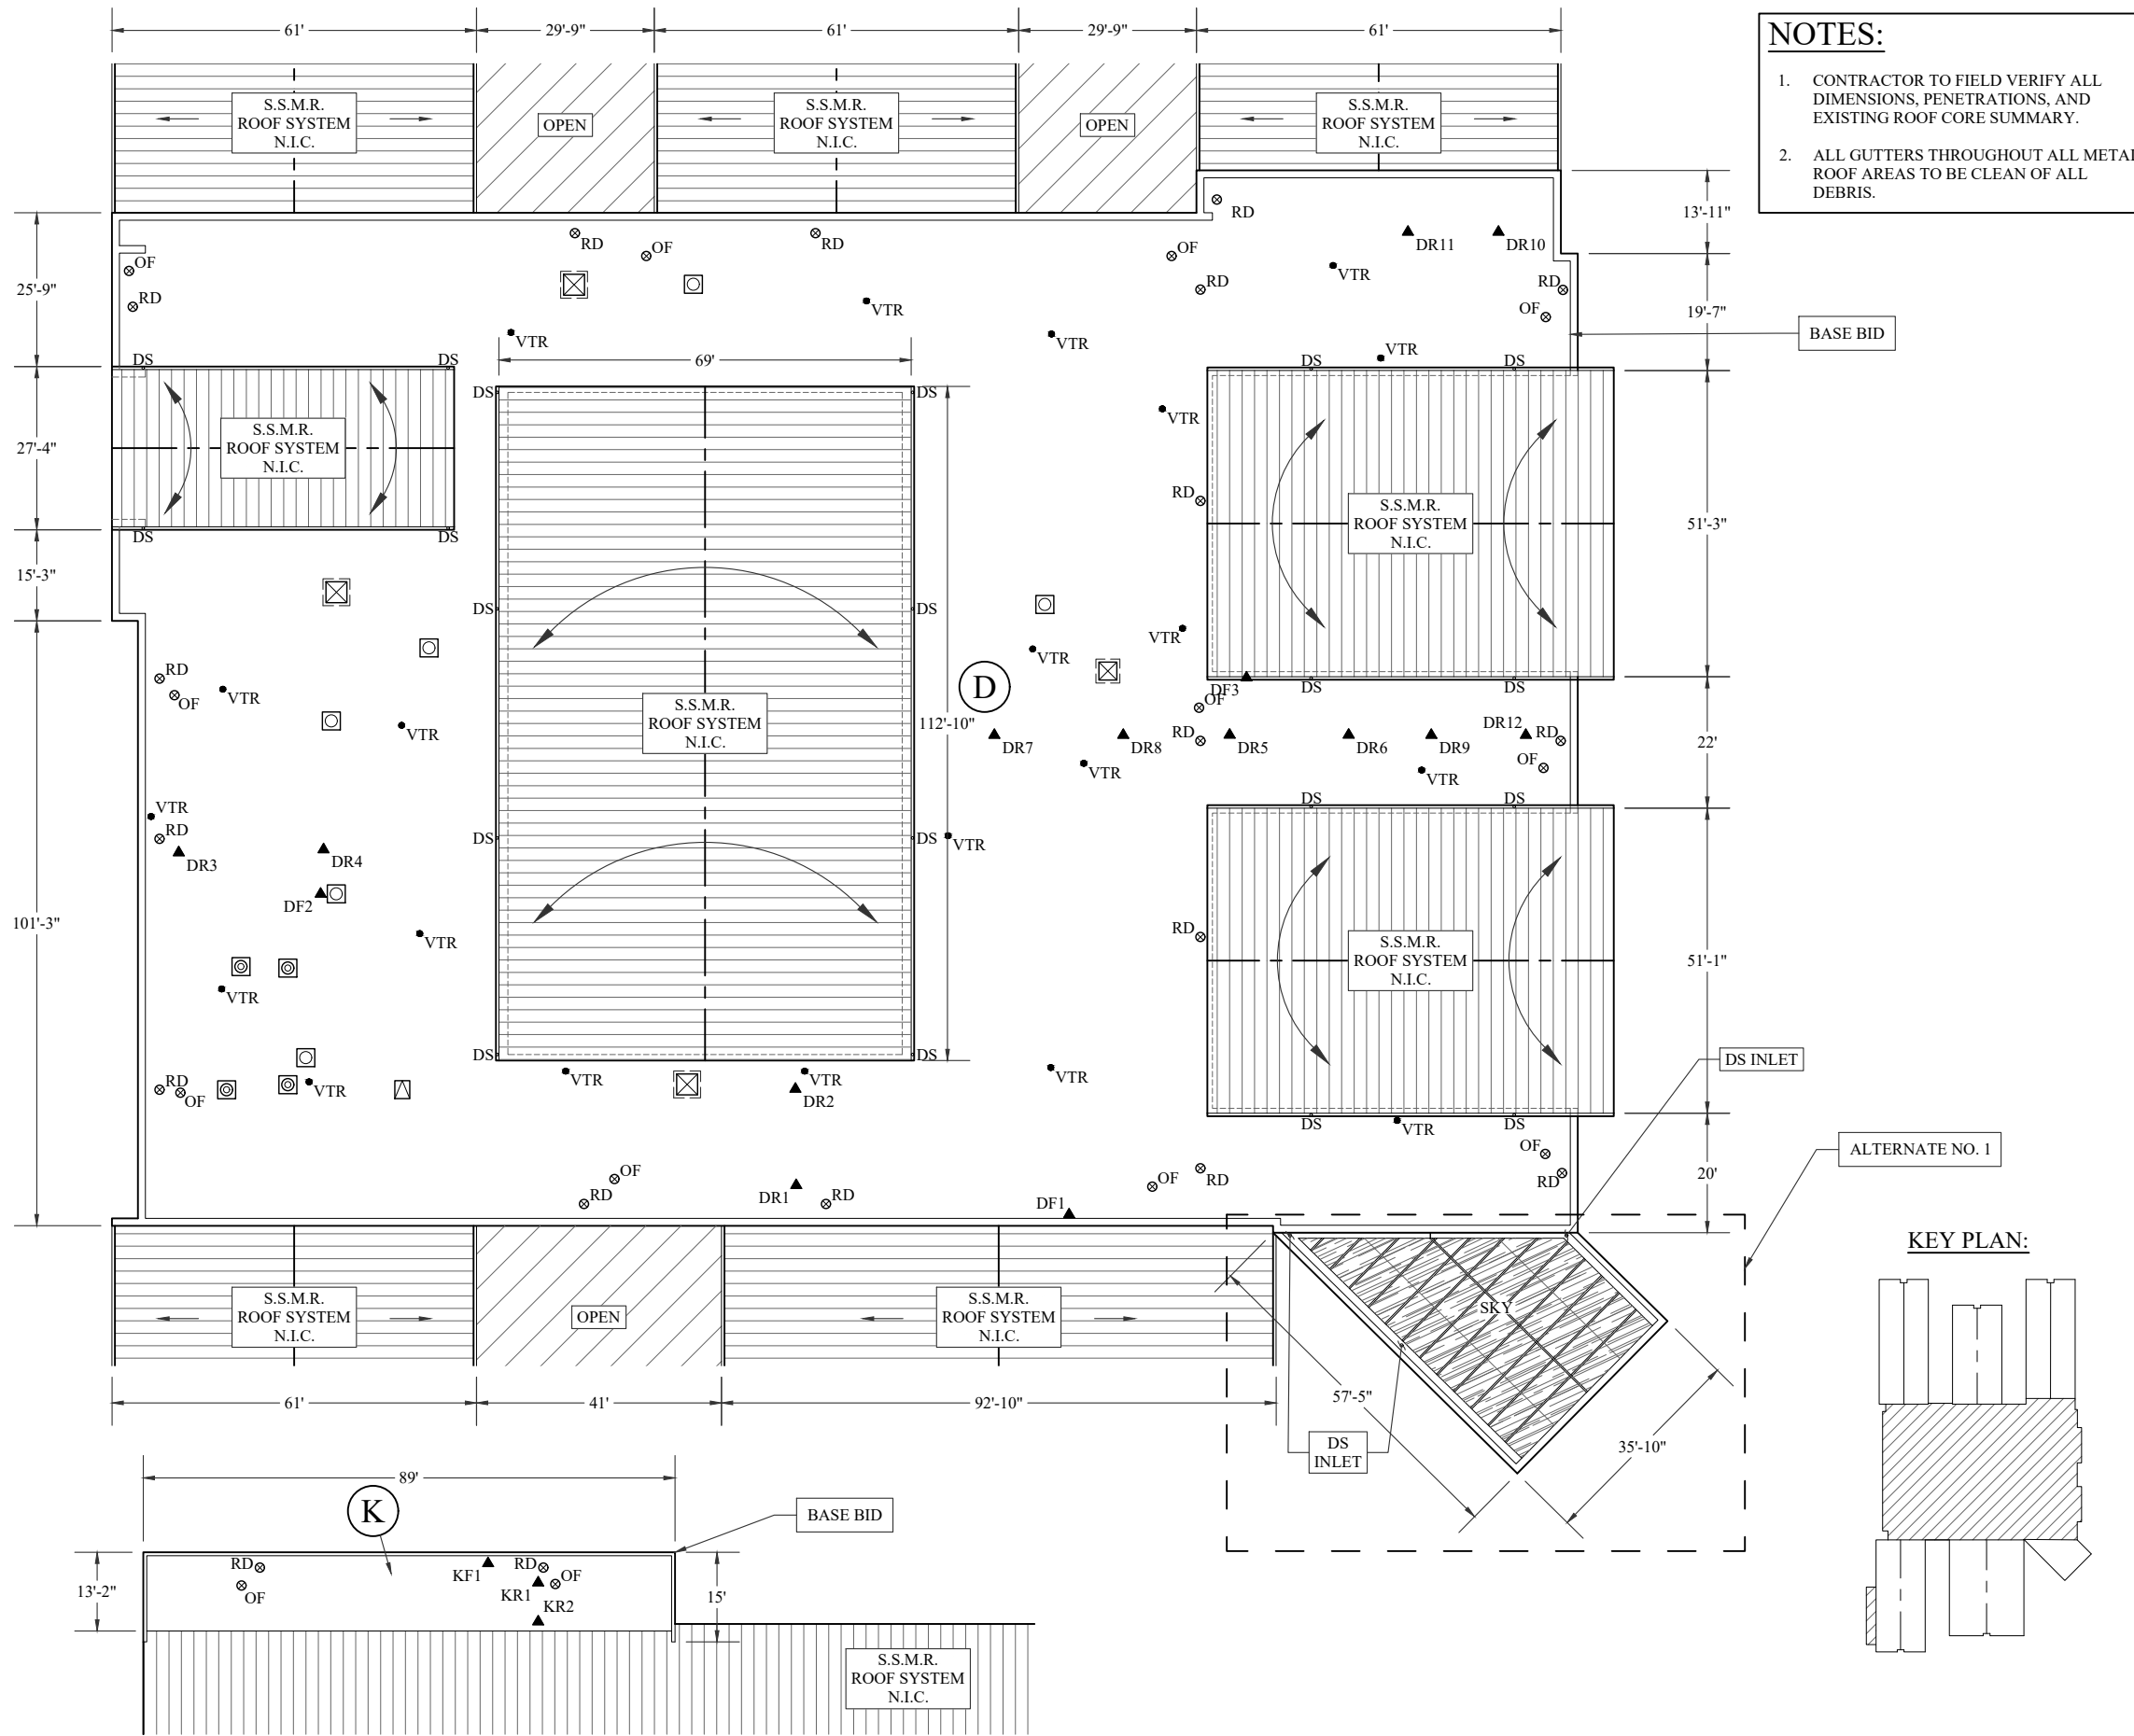 61'
29'-9"
61'
29'-9"
61'
NOTES:
1. CONTRACTOR TO FIELD VERIFY ALL
DIMENSIONS, PENETRATIONS, AND
EXISTING ROOF CORE SUMMARY.
2. ALL GUTTERS THROUGHOUT ALL METAL
ROOF AREAS TO BE CLEAN OF ALL
DEBRIS.
S.S.M.R.
ROOF SYSTEM
N.I.C.
OPEN
S.S.M.R.
ROOF SYSTEM
N.I.C.
OPEN
S.S.M.R.
ROOF SYSTEM
N.I.C.
13'-11"
RD
RD
OF
RD
OF
DR11
DR10
OF
RD
VTR
RD
RD
OF
25'-9"
19'-7"
BASE BID
VTR
VTR
VTR
VTR
DS
DS
69'
DS
DS
DS
DS
VTR
S.S.M.R.
ROOF SYSTEM
N.I.C.
27'-4"
DS
DS
RD
S.S.M.R.
ROOF SYSTEM
N.I.C.
51'-3"
15'-3"
DS
DS
VTR
VTR
RD
OF
VTR
D
DF3
DS
DS
OF
S.S.M.R.
ROOF SYSTEM
N.I.C.
112'-10"
VTR
DR7
DR8
RD
DR5
DR6
DR9
DR12
RD
22'
OF
VTR
VTR
DS
DS
VTR
RD
DR3
DR4
DS
DS
VTR
DF2
101'-3"
VTR
RD
S.S.M.R.
ROOF SYSTEM
N.I.C.
51'-1"
VTR
DS
DS
DS INLET
RD
OF
VTR
VTR
VTR
DR2
VTR
DS
DS
VTR
OF
ALTERNATE NO. 1
OF
RD
DR1
RD
DF1
OF
RD
RD
20'
KEY PLAN:
S.S.M.R.
ROOF SYSTEM
N.I.C.
OPEN
S.S.M.R.
ROOF SYSTEM
N.I.C.
SKY
61'
41'
92'-10"
57'-5"
DS
INLET
35'-10"
89'
K
BASE BID
13'-2"
RD
OF
KF1
RD
OF
KR1
KR2
15'
S.S.M.R.
ROOF SYSTEM
N.I.C.